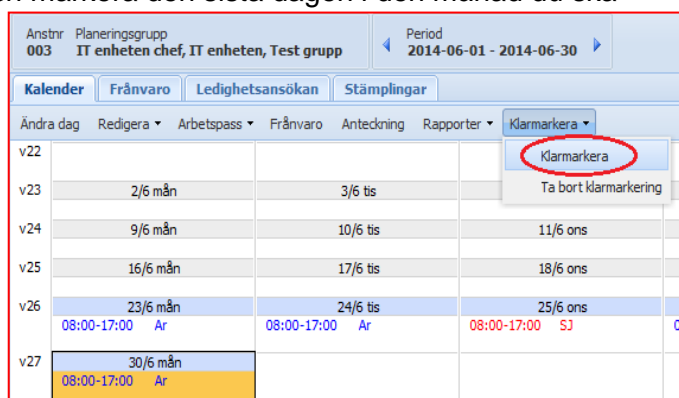 Anstnr Planeringsgrupp Period
003 IT enheten chef, IT enheten, Test grupp 2014-06-01 - 2014-06-30
Kalender Frånvaro Ledighetsansökan Stämplingar
Ändra dag Redigera Arbetspass Frånvaro Anteckning Rapporter Klarmarkera
Klarmarkera
Ta bort klarmarkering
v22
v23 2/6 mån 3/6 tis
v24 9/6 mån 10/6 tis 11/6 ons
v25 16/6 mån 17/6 tis 18/6 ons
v26 23/6 mån 24/6 tis 25/6 ons
08:00-17:00 Ar 08:00-17:00 Ar 08:00-17:00 SJ
v27 30/6 mån
08:00-17:00 Ar